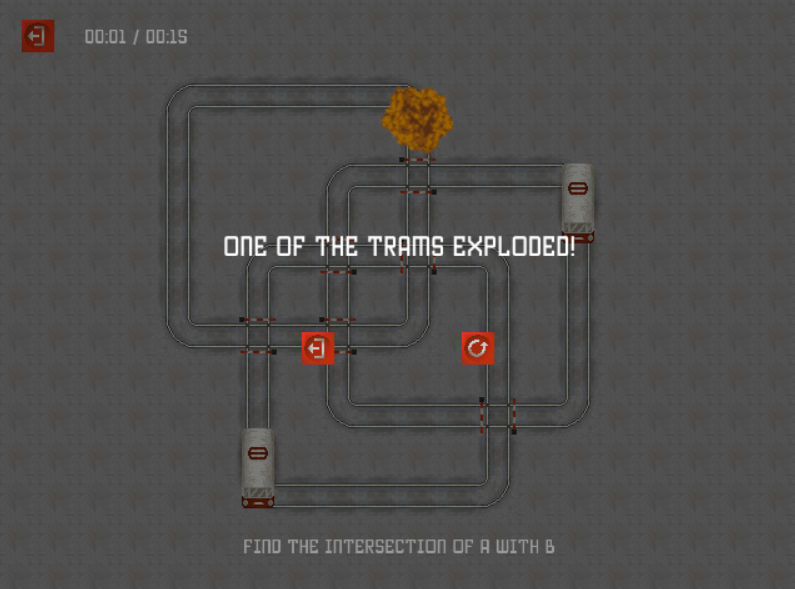 00:01 / 00:15
ONE OF THE TRAMS EXPLODED!
FIND THE INTERSECTION OF A WITH B